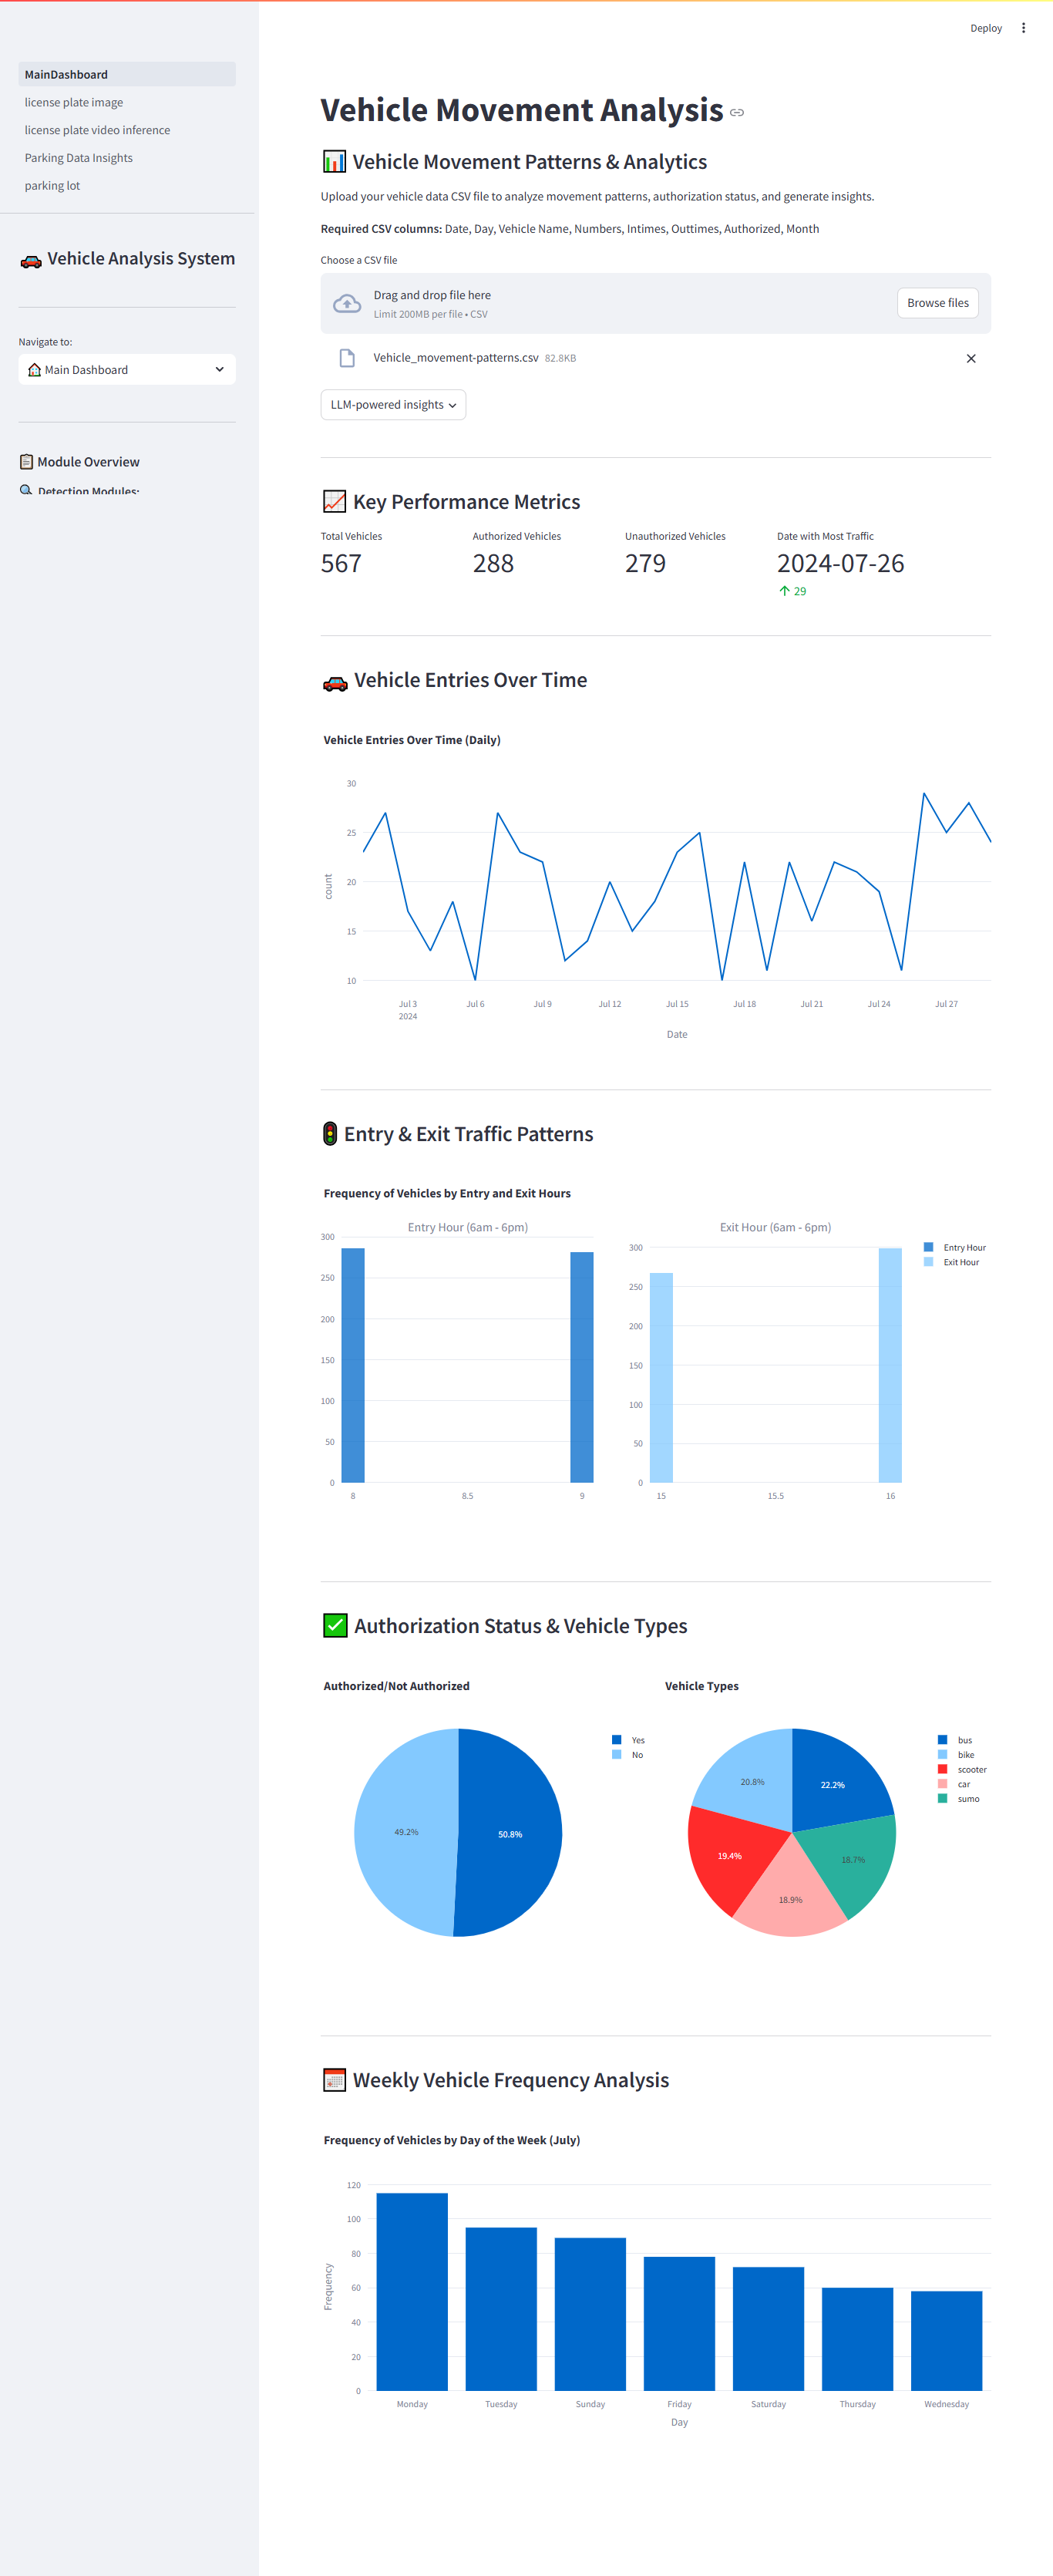 Deploy
MainDashboard
license plate image
license plate video inference
Parking Data Insights
parking lot
Vehicle Analysis System
Navigate to:
Main Dashboard
Module Overview
Detection Modules:
Vehicle Movement Analysis
Vehicle Movement Patterns & Analytics
Upload your vehicle data CSV file to analyze movement patterns, authorization status, and generate insights.
Required CSV columns: Date, Day, Vehicle Name, Numbers, Intimes, Outtimes, Authorized, Month
Choose a CSV file
Drag and drop file here
Limit 200MB per file • CSV
Browse files
Vehicle_movement-patterns.csv 82.8KB
LLM-powered insights
Key Performance Metrics
Total Vehicles
567
Authorized Vehicles
288
Unauthorized Vehicles
279
Date with Most Traffic
2024-07-26
29
Vehicle Entries Over Time
Vehicle Entries Over Time (Daily)
30
25
20
15
10
count
Jul 3 Jul 6 Jul 9 Jul 12 Jul 15 Jul 18 Jul 21 Jul 24 Jul 27
2024
Date
Entry & Exit Traffic Patterns
Frequency of Vehicles by Entry and Exit Hours
Entry Hour (6am - 6pm)
300
250
200
150
100
50
0
8 8.5 9
Exit Hour (6am - 6pm)
300
250
200
150
100
50
0
15 15.5 16
Entry Hour
Exit Hour
Authorization Status & Vehicle Types
Authorized/Not Authorized
49.2%
50.8%
Yes
No
Vehicle Types
20.8%
22.2%
19.4%
18.7%
18.9%
bus
bike
scooter
car
sumo
Weekly Vehicle Frequency Analysis
Frequency of Vehicles by Day of the Week (July)
120
100
80
60
40
20
0
Frequency
Monday Tuesday Sunday Friday Saturday Thursday Wednesday
Day